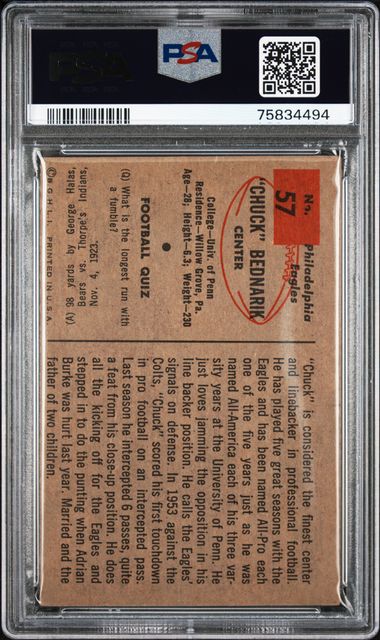 PSA
PSA
75834494
No. 57
Philadelphia
Eagles
"CHUCK" BEDNARIK
CENTER
College—Univ. of Penn
Residence—Willow Grove, Pa.
Age—28; Height—6.3; Weight—230
FOOTBALL QUIZ
(Q) What is the longest run with
a fumble?
(A) 98 yards by George Halas,
Bears vs. Thorpe's Indians,
Nov. 4, 1923.
©B G H L I PRINTED IN U.S.A.
"Chuck" is considered the finest center
and linebacker in professional football.
He has played five great seasons with the
Eagles and has been named All-Pro each
one of the five years just as he was
named All-America each of his three var-
sity years at the University of Penn. He
just loves jamming the opposition in his
line backer position. He calls the Eagles'
signals on defense. In 1953 against the
Colts, "Chuck" scored his first touchdown
in pro football on an intercepted pass.
Last season he intercepted 6 passes, quite
a feat from his close-up position. He does
all the kicking off for the Eagles and
stepped in to do the punting when Adrian
Burke was hurt last year. Married and the
father of two children.